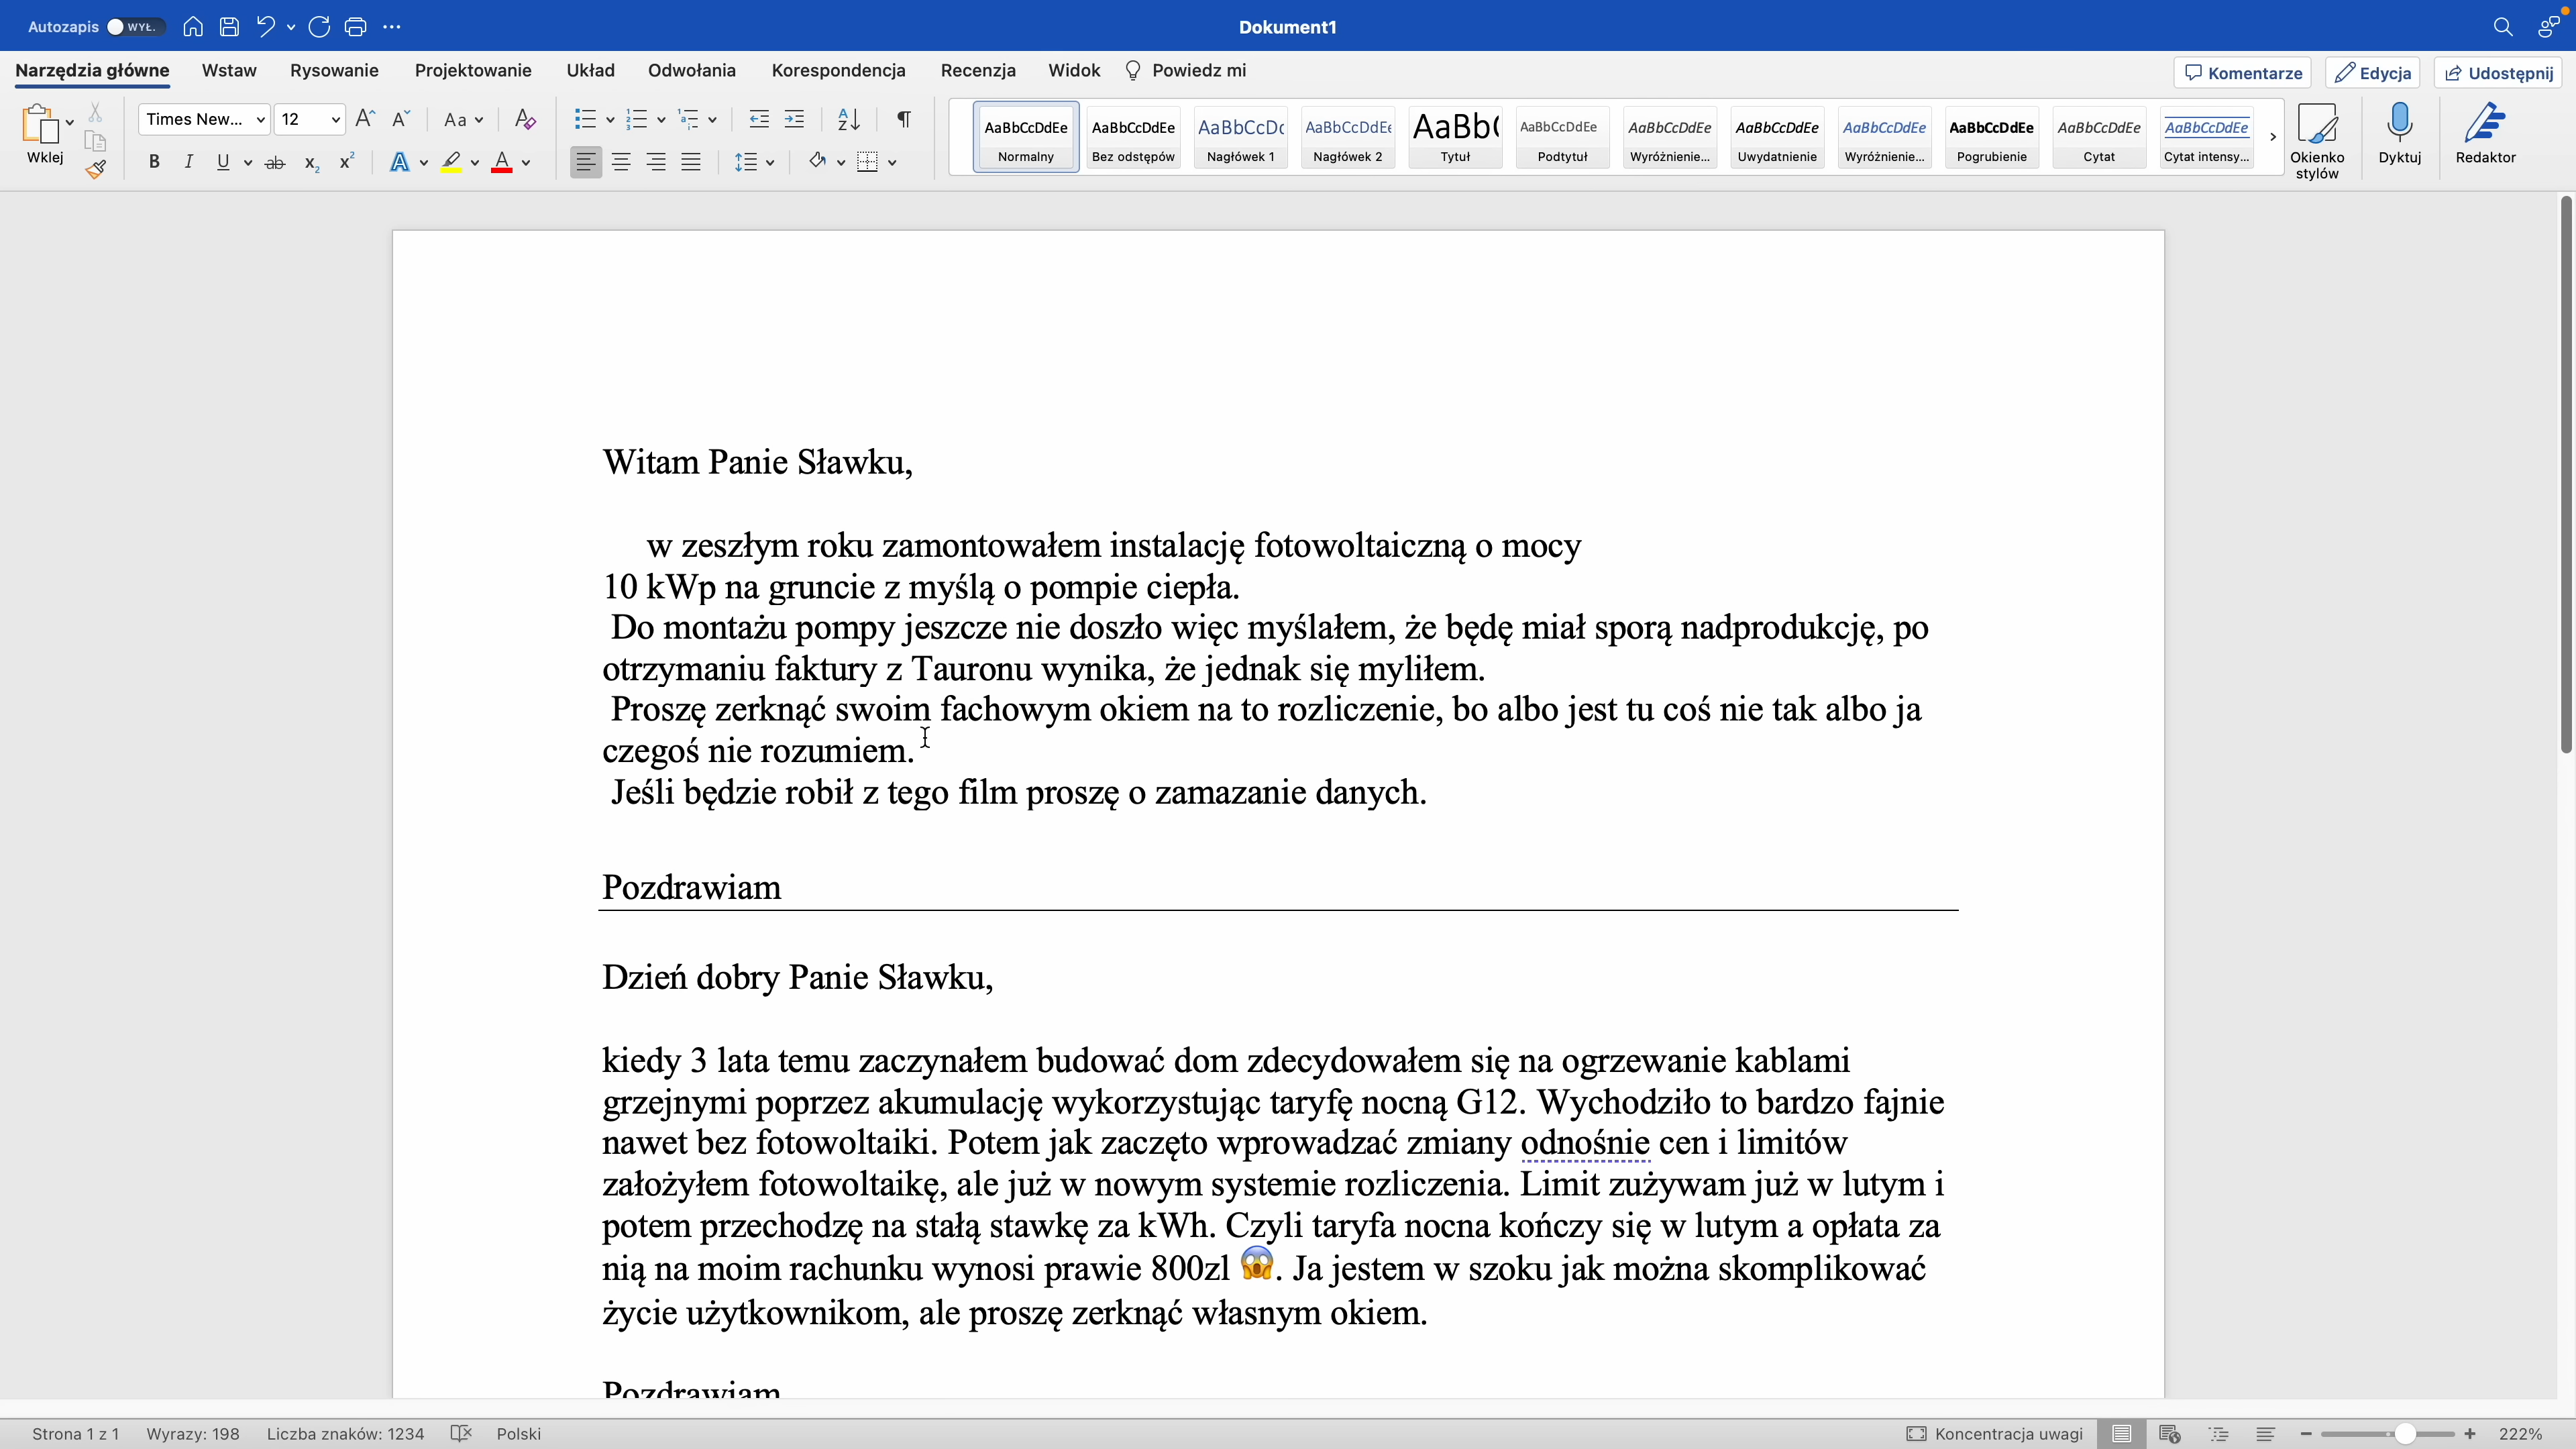 Autozapis WYŁ. Dokument1
Narzędzia główne Wstaw Rysowanie Projektowanie Układ Odwołania Korespondencja Recenzja Widok Powiedz mi Komentarze Edycja Udostępnij
Wklej Times New... 12 Aa
AaBbCcDdEe AaBbCcDdEe AaBbCcDc AaBbCcDdEe AaBb( AaBbCcDdEe AaBbCcDdEe AaBbCcDdEe AaBbCcDdEe AaBbCcDdEe AaBbCcDdEe AaBbCcDdEe
Normalny Bez odstępów Nagłówek 1 Nagłówek 2 Tytuł Podtytuł Wyróżnienie... Uwydatnienie Wyróżnienie... Pogrubienie Cytat Cytat intensy...
Okienko stylów Dyktuj Redaktor
Witam Panie Sławku,
w zeszłym roku zamontowałem instalację fotowoltaiczną o mocy
10 kWp na gruncie z myślą o pompie ciepła.
Do montażu pompy jeszcze nie doszło więc myślałem, że będę miał sporą nadprodukcję, po
otrzymaniu faktury z Tauronu wynika, że jednak się myliłem.
Proszę zerknąć swoim fachowym okiem na to rozliczenie, bo albo jest tu coś nie tak albo ja
czegoś nie rozumiem.
Jeśli będzie robił z tego film proszę o zamazanie danych.
Pozdrawiam
Dzień dobry Panie Sławku,
kiedy 3 lata temu zaczynałem budować dom zdecydowałem się na ogrzewanie kablami
grzejnymi poprzez akumulację wykorzystując taryfę nocną G12. Wychodziło to bardzo fajnie
nawet bez fotowoltaiki. Potem jak zaczęto wprowadzać zmiany odnośnie cen i limitów
założyłem fotowoltaikę, ale już w nowym systemie rozliczenia. Limit zużywam już w lutym i
potem przechodzę na stałą stawkę za kWh. Czyli taryfa nocna kończy się w lutym a opłata za
nią na moim rachunku wynosi prawie 800zl 😱. Ja jestem w szoku jak można skomplikować
życie użytkownikom, ale proszę zerknąć własnym okiem.
Pozdrawiam
Strona 1 z 1 Wyrazy: 198 Liczba znaków: 1234 Polski Koncentracja uwagi 222%